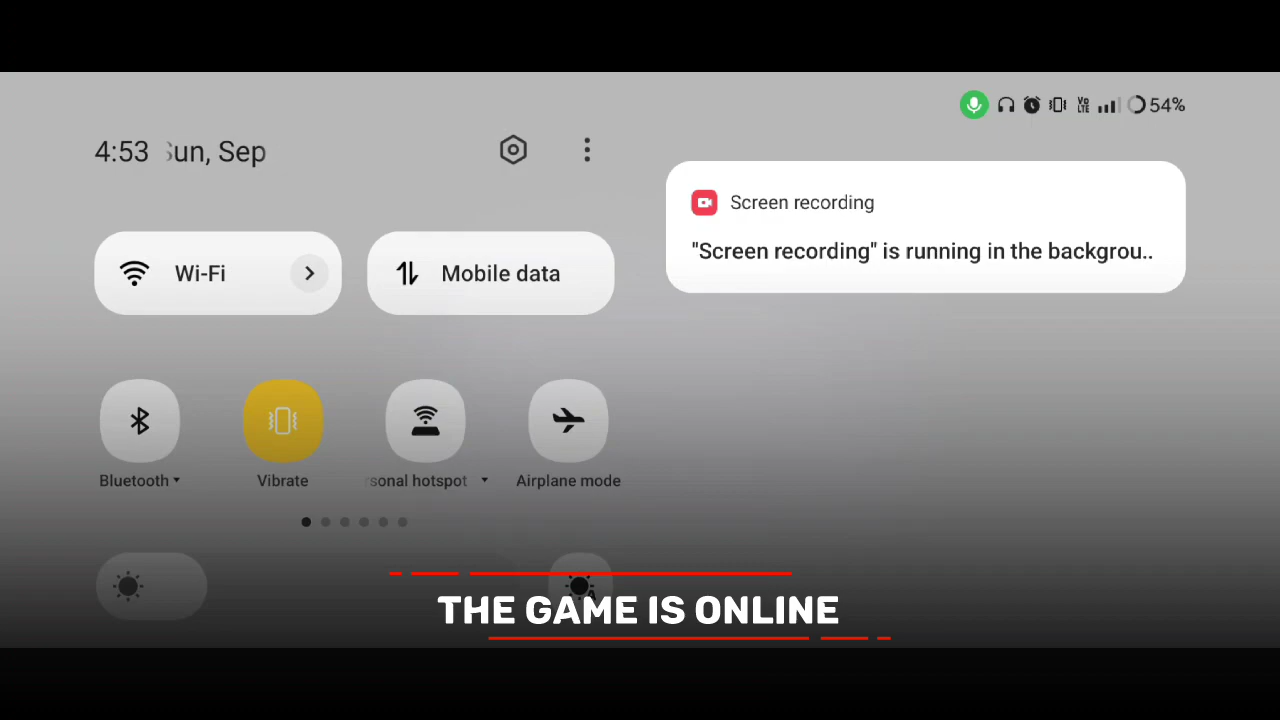 54%
4:53 Sun, Sep
Screen recording
"Screen recording" is running in the backgrou..
Wi-Fi
Mobile data
Bluetooth
Vibrate
rsonal hotspot
Airplane mode
THE GAME IS ONLINE